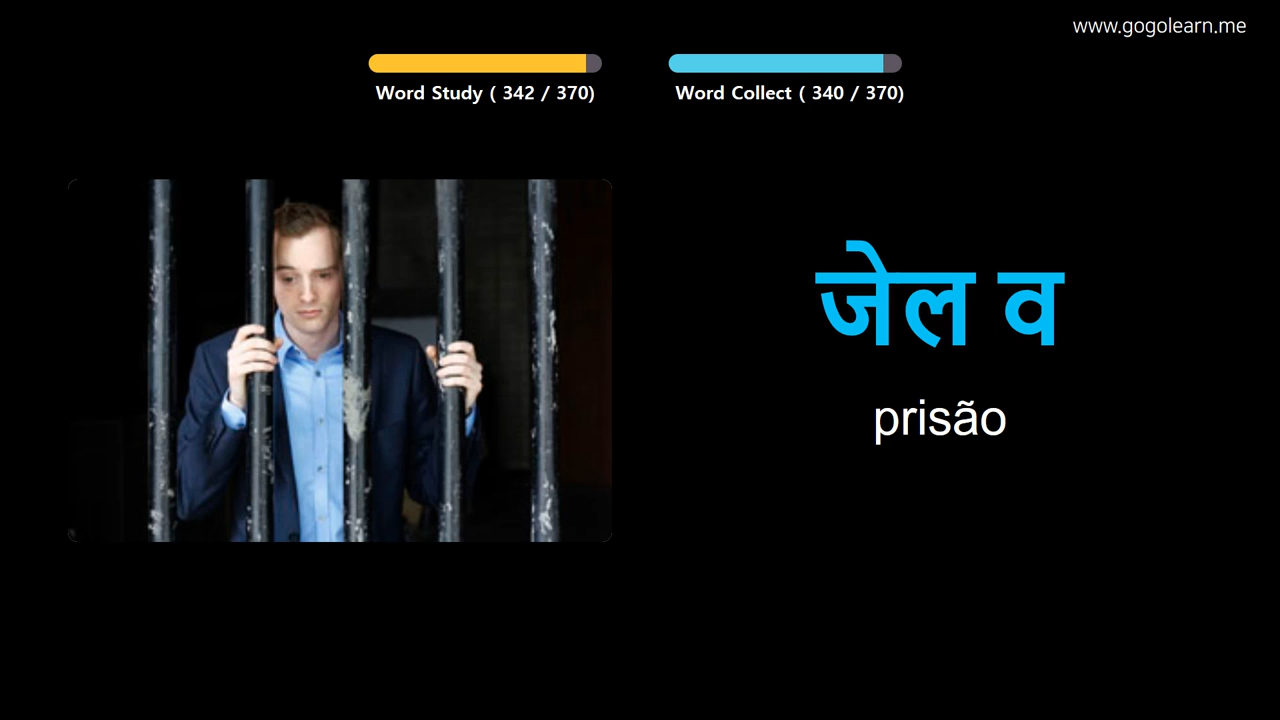 www.gogolearn.me
Word Study ( 342 / 370)
Word Collect ( 340 / 370)
जेल व
prisão